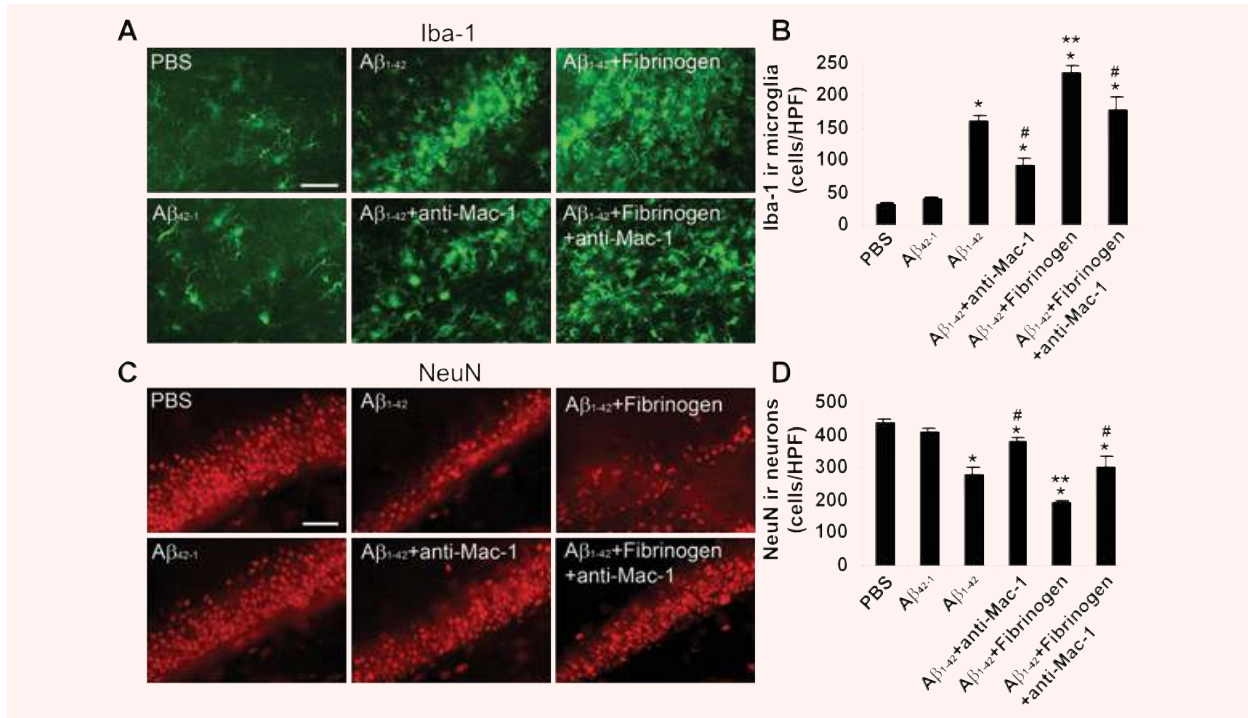 A
Iba-1
PBS
Aβ1-42
Aβ1-42+Fibrinogen
Aβ42-1
Aβ1-42+anti-Mac-1
Aβ1-42+Fibrinogen
+anti-Mac-1
B
Iba-1 ir microglia
(cells/HPF)
250
200
150
100
50
0
*
#
*
**
*
#
*
PBS
Aβ42-1
Aβ1-42
Aβ1-42+anti-Mac-1
Aβ1-42+Fibrinogen
Aβ1-42+Fibrinogen
+anti-Mac-1
C
NeuN
PBS
Aβ1-42
Aβ1-42+Fibrinogen
Aβ42-1
Aβ1-42+anti-Mac-1
Aβ1-42+Fibrinogen
+anti-Mac-1
D
NeuN ir neurons
(cells/HPF)
500
400
300
200
100
0
*
#
*
**
*
#
*
PBS
Aβ42-1
Aβ1-42
Aβ1-42+anti-Mac-1
Aβ1-42+Fibrinogen
Aβ1-42+Fibrinogen
+anti-Mac-1